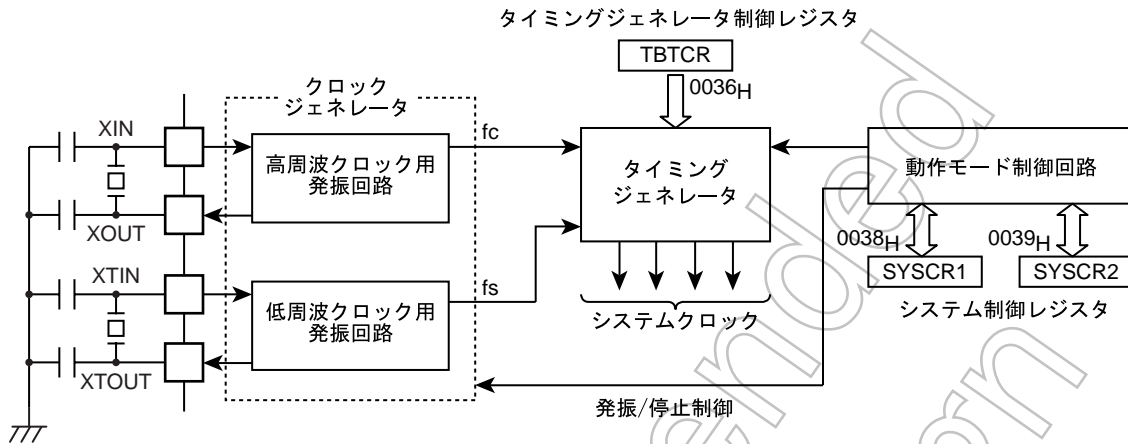 タイミングジェネレータ制御レジスタ
TBTCR
0036H
クロック
ジェネレータ
XIN
高周波クロック用
発振回路
fc
タイミング
ジェネレータ
動作モード制御回路
XOUT
0038H
0039H
XTIN
SYSCR1
SYSCR2
低周波クロック用
発振回路
fs
システムクロック
システム制御レジスタ
XTOUT
発振/停止制御